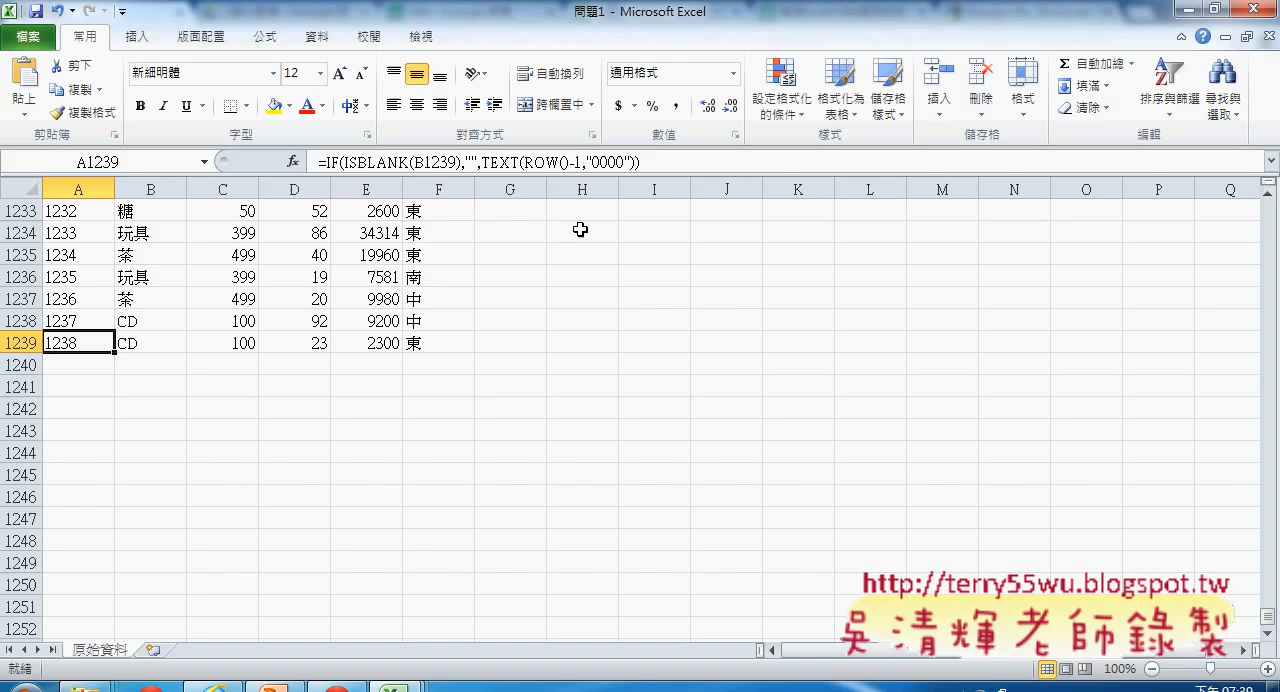 問題1 - Microsoft Excel
檔案 常用 插入 版面配置 公式 資料 校閱 檢視
貼上 剪下 複製 複製格式 剪貼簿
新細明體 12 B I U 字型
自動換列 跨欄置中 對齊方式
通用格式 $ % , 數值
設定格式化的條件 格式化為表格 儲存格樣式 樣式
插入 刪除 格式 儲存格
Σ 自動加總 填滿 清除 排序與篩選 尋找與選取 編輯
A1239 fx =IF(ISBLANK(B1239),"",TEXT(ROW()-1,"0000"))
A B C D E F G H I J K L M N O P Q
1233 1232 糖 50 52 2600 東
1234 1233 玩具 399 86 34314 東
1235 1234 茶 499 40 19960 東
1236 1235 玩具 399 19 7581 南
1237 1236 茶 499 20 9980 中
1238 1237 CD 100 92 9200 中
1239 1238 CD 100 23 2300 東
1240
1241
1242
1243
1244
1245
1246
1247
1248
1249
1250
1251
1252
http://terry55wu.blogspot.tw
吳清輝老師錄製
原始資料
就緒 100%
下午 07:39